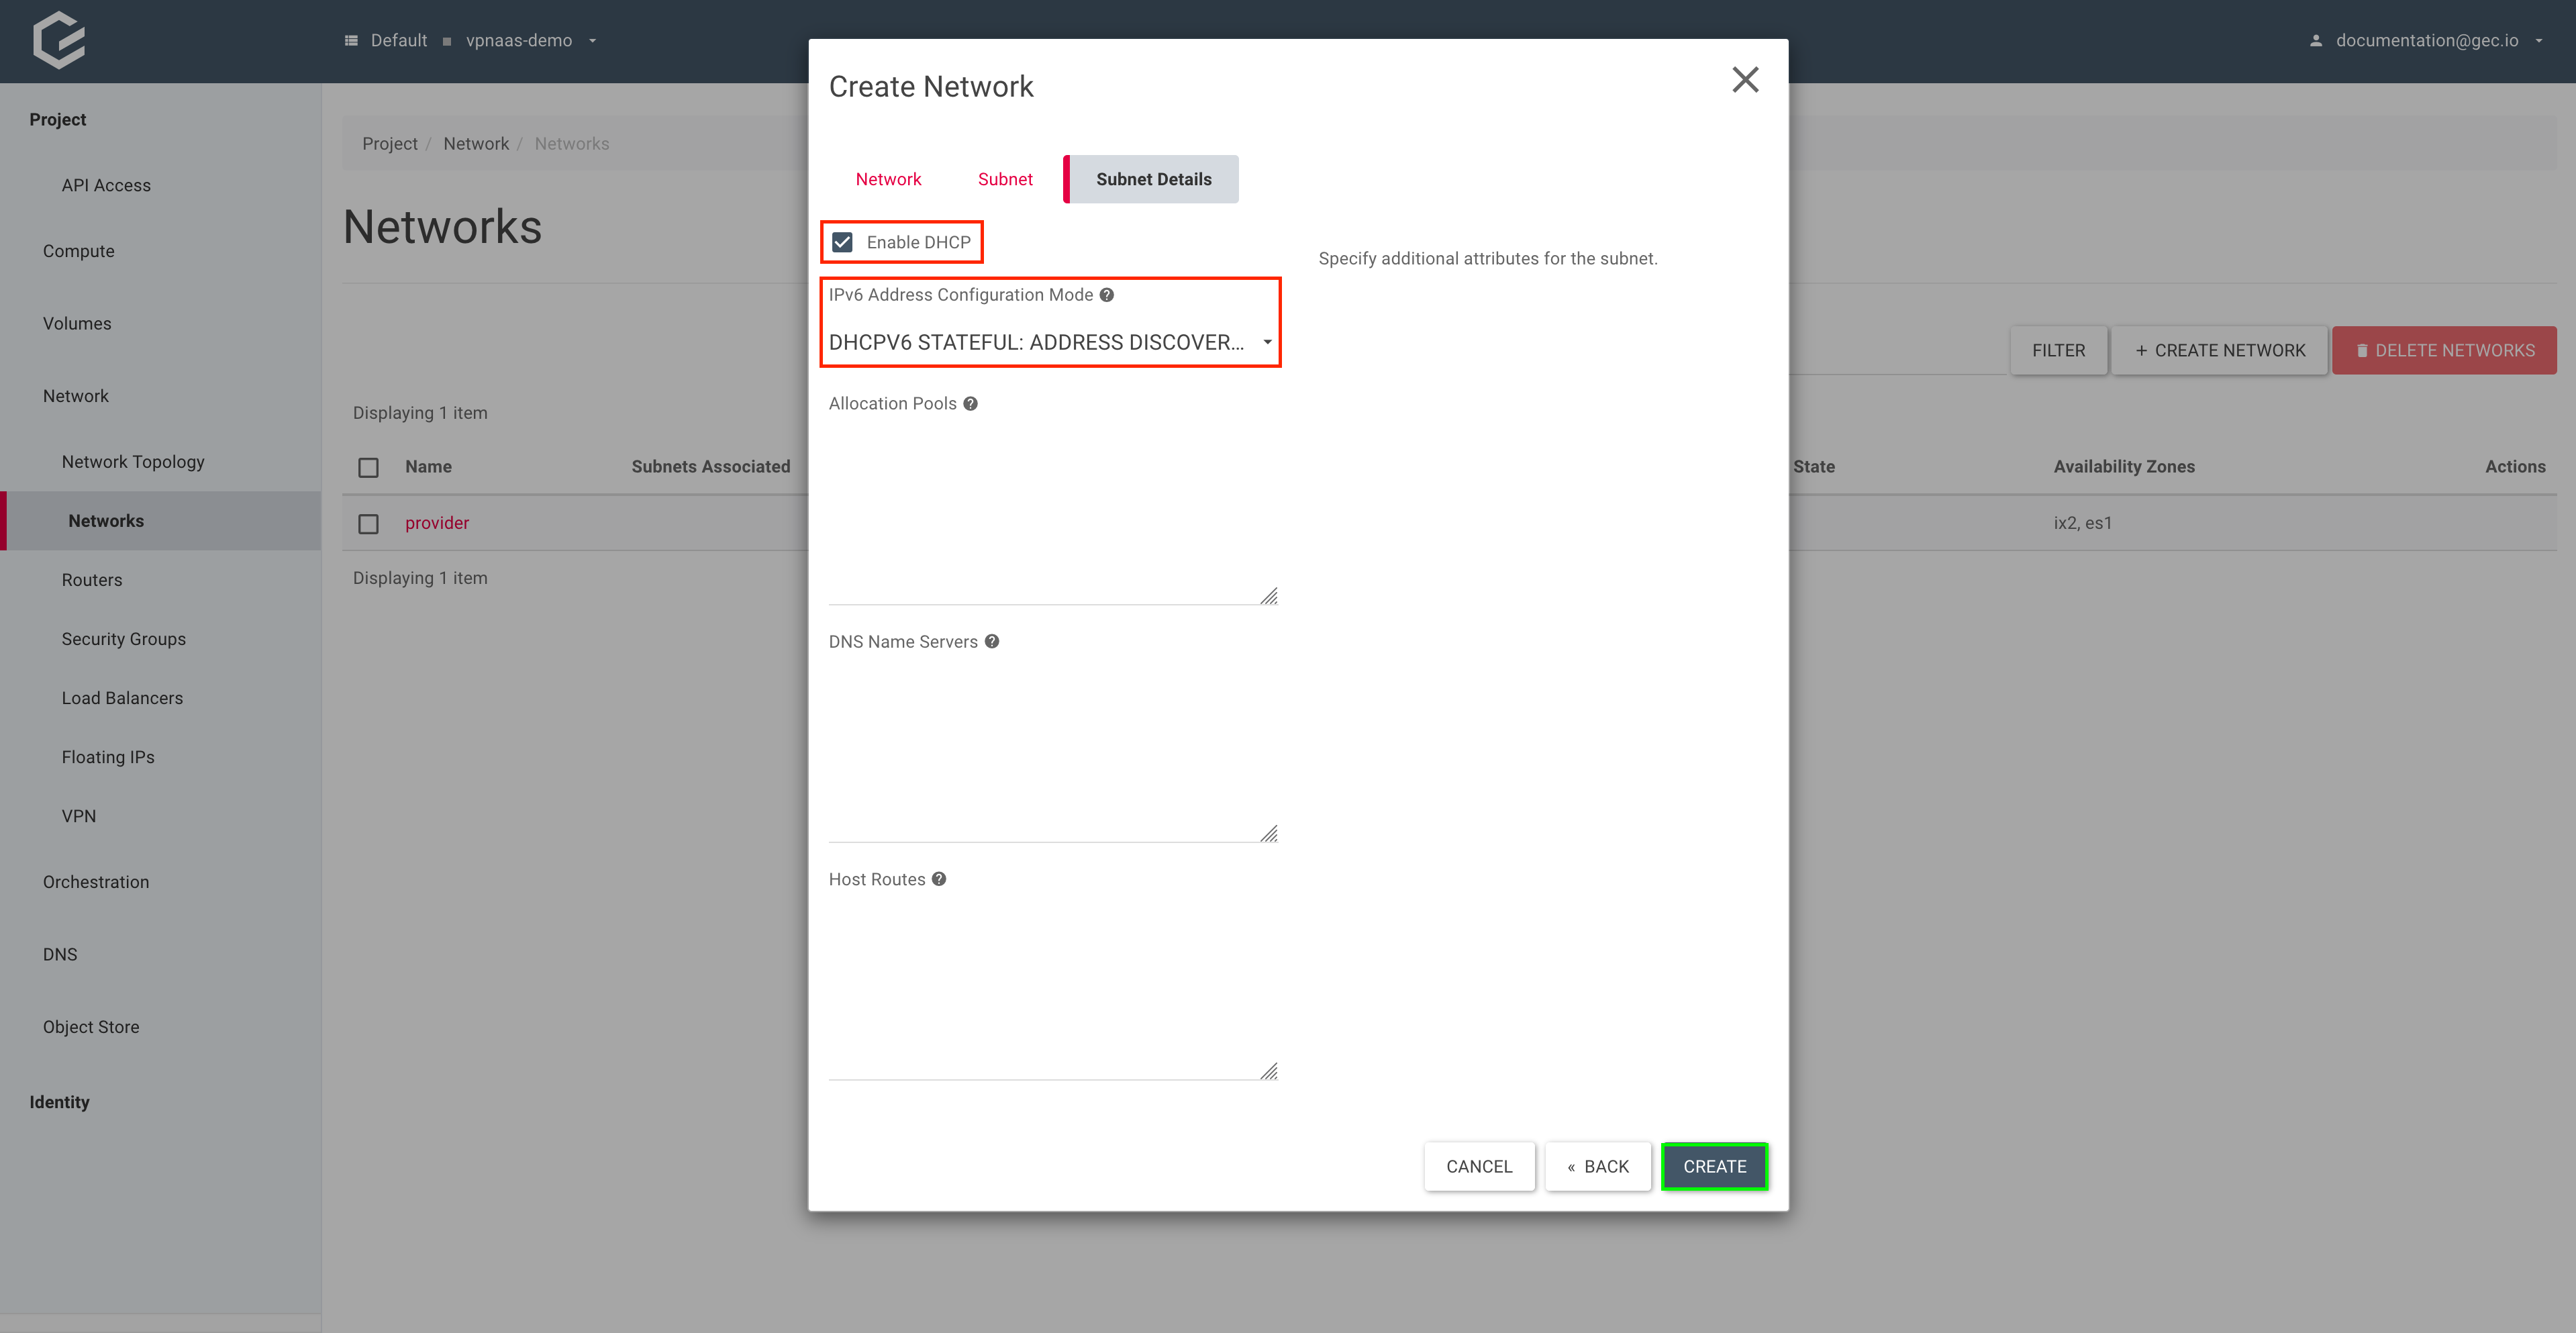 Default vpnaas-demo
documentation@gec.io
Project
API Access
Compute
Volumes
Network
Network Topology
Networks
Routers
Security Groups
Load Balancers
Floating IPs
VPN
Orchestration
DNS
Object Store
Identity
Project / Network / Networks
Networks
FILTER
+ CREATE NETWORK
DELETE NETWORKS
Displaying 1 item
Name Subnets Associated State Availability Zones Actions
provider ix2, es1
Displaying 1 item
Create Network
Network Subnet Subnet Details
Enable DHCP
Specify additional attributes for the subnet.
IPv6 Address Configuration Mode ?
DHCPV6 STATEFUL: ADDRESS DISCOVER...
Allocation Pools ?
DNS Name Servers ?
Host Routes ?
CANCEL
« BACK
CREATE